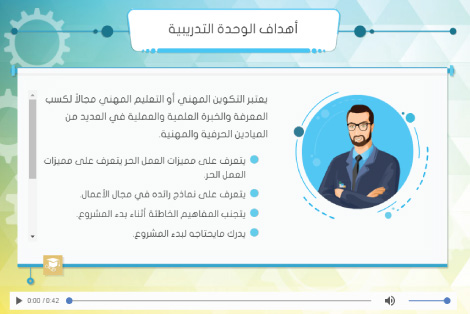 أهداف الوحدة التدريبية
يعتبر التكوين المهني أو التعليم المهني مجالاً لكسب
المعرفة والخبرة العلمية والعملية في العديد من
الميادين الحرفية والمهنية.
يتعرف على مميزات العمل الحر يتعرف على مميزات
العمل الحر.
يتعرف على نماذج رائده في مجال الأعمال.
يتجنب المفاهيم الخاطئة أثناء بدء المشروع.
يدرك مايحتاجه لبدء المشروع.
0:00 / 0:42